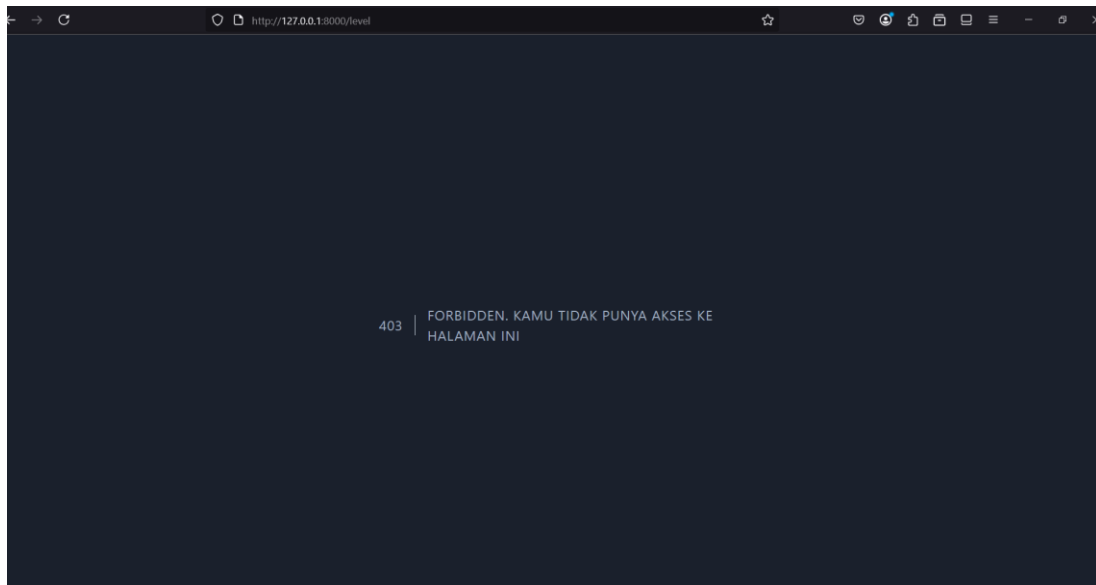 http://127.0.0.1:8000/level
403
FORBIDDEN. KAMU TIDAK PUNYA AKSES KE
HALAMAN INI